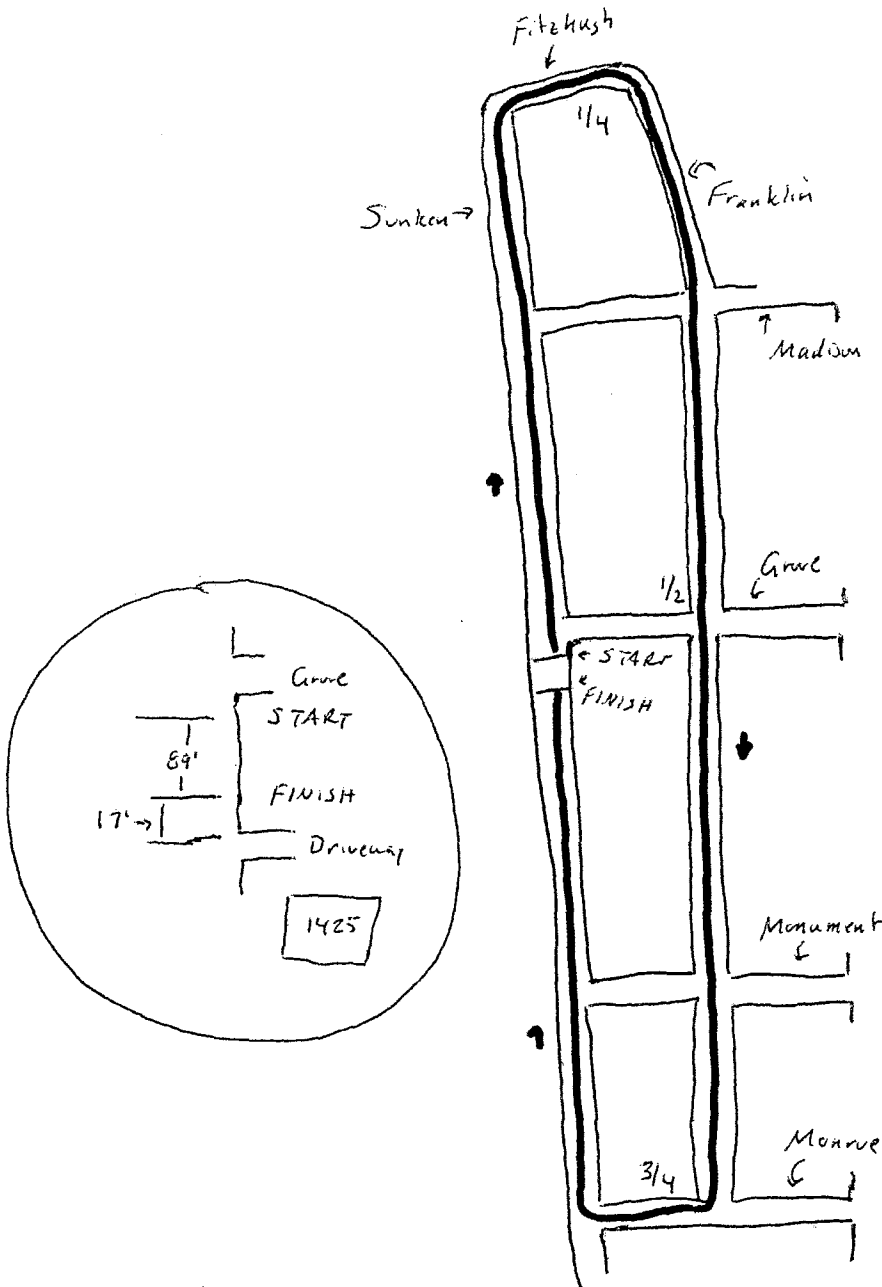 Fitzhugh
1/4
Franklin
Sunken
Madison
Grove
1/2
START
FINISH
Grove
START
89'
FINISH
17'
Driveway
1425
Monument
Monroe
3/4